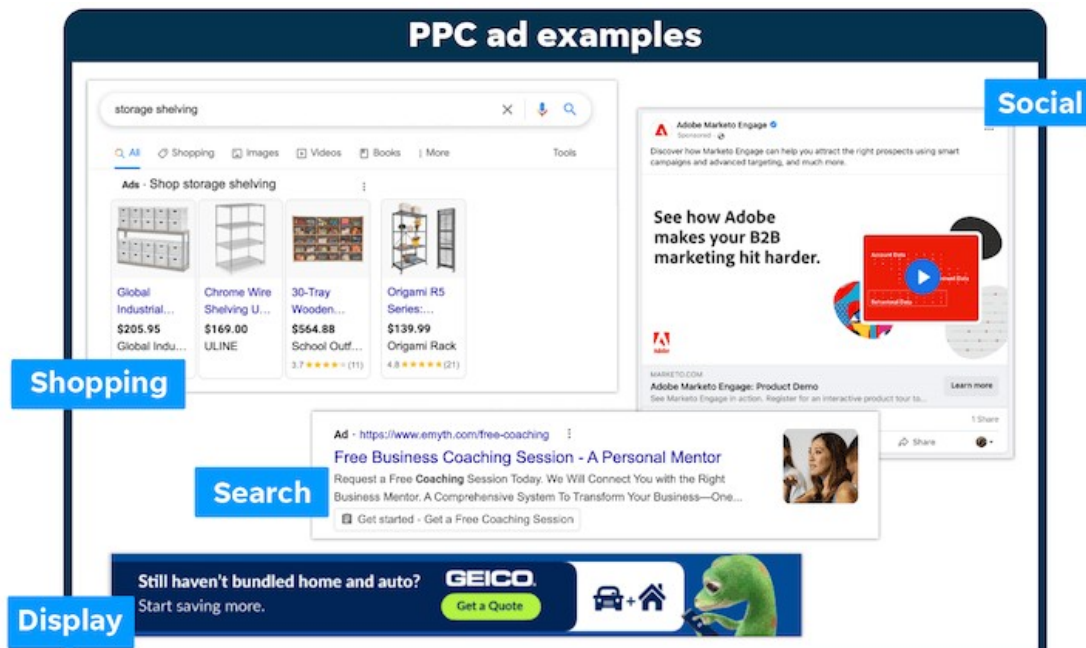 PPC ad examples
Social
storage shelving
All Shopping Images Videos Books More Tools
Ads · Shop storage shelving
Global Industrial...
$205.95
Global Indu...
Chrome Wire Shelving U...
$169.00
ULINE
30-Tray Wooden...
$564.88
School Outf...
3.7 (11)
Origami R5 Series:...
$139.99
Origami Rack
4.8 (21)
Shopping
Adobe Marketo Engage
Sponsored ·
Discover how Marketo Engage can help you attract the right prospects using smart
campaigns and advanced targeting, and much more.
See how Adobe
makes your B2B
marketing hit harder.
Account Data
Behavioral Data
Adobe
MARKETO.COM
Adobe Marketo Engage: Product Demo
See Marketo Engage in action. Register for an interactive product tour to...
Learn more
1 Share
Share
Search
Ad · https://www.emyth.com/free-coaching
Free Business Coaching Session - A Personal Mentor
Request a Free Coaching Session Today. We Will Connect You with the Right
Business Mentor. A Comprehensive System To Transform Your Business—One...
Get started - Get a Free Coaching Session
Display
Still haven't bundled home and auto?
Start saving more.
GEICO.
Get a Quote
+